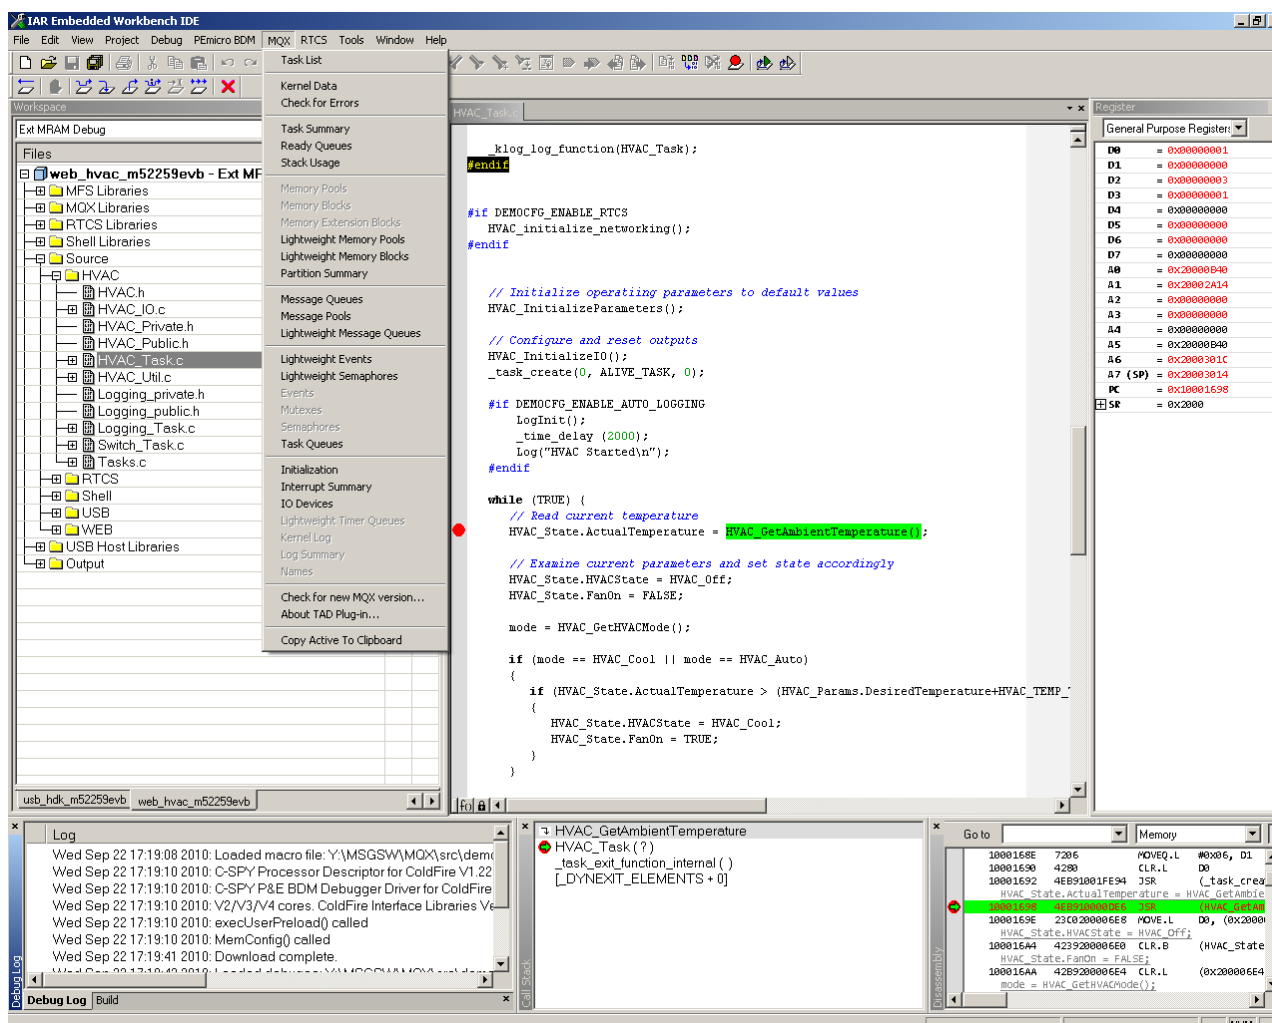 IAR Embedded Workbench IDE
File Edit View Project Debug PEmicro BDM MQX RTCS Tools Window Help
Workspace
Ext MRAM Debug
Files
web_hvac_m52259evb - Ext MF
MFS Libraries
MQX Libraries
RTCS Libraries
Shell Libraries
Source
HVAC
HVAC.h
HVAC_IO.c
HVAC_Private.h
HVAC_Public.h
HVAC_Task.c
HVAC_Util.c
Logging_private.h
Logging_public.h
Logging_Task.c
Switch_Task.c
Tasks.c
RTCS
Shell
USB
WEB
USB Host Libraries
Output
usb_hdk_m52259evb web_hvac_m52259evb
Task List
Kernel Data
Check for Errors
Task Summary
Ready Queues
Stack Usage
Memory Pools
Memory Blocks
Memory Extension Blocks
Lightweight Memory Pools
Lightweight Memory Blocks
Partition Summary
Message Queues
Message Pools
Lightweight Message Queues
Lightweight Events
Lightweight Semaphores
Events
Mutexes
Semaphores
Task Queues
Initialization
Interrupt Summary
IO Devices
Lightweight Timer Queues
Kernel Log
Log Summary
Names
Check for new MQX version...
About TAD Plug-in...
Copy Active To Clipboard
HVAC_Task.c
_klog_log_function(HVAC_Task);
#endif
#if DEMOCFG_ENABLE_RTCS
HVAC_initialize_networking();
#endif
// Initialize operatiing parameters to default values
HVAC_InitializeParameters();
// Configure and reset outputs
HVAC_InitializeIO();
_task_create(0, ALIVE_TASK, 0);
#if DEMOCFG_ENABLE_AUTO_LOGGING
LogInit();
_time_delay (2000);
Log("HVAC Started\n");
#endif
while (TRUE) {
// Read current temperature
HVAC_State.ActualTemperature = HVAC_GetAmbientTemperature();
// Examine current parameters and set state accordingly
HVAC_State.HVACState = HVAC_Off;
HVAC_State.FanOn = FALSE;
mode = HVAC_GetHVACMode();
if (mode == HVAC_Cool || mode == HVAC_Auto)
{
if (HVAC_State.ActualTemperature > (HVAC_Params.DesiredTemperature+HVAC_TEMP_
{
HVAC_State.HVACState = HVAC_Cool;
HVAC_State.FanOn = TRUE;
}
}
f()
Register
General Purpose Registers
D0 = 0x00000001
D1 = 0x00000000
D2 = 0x00000003
D3 = 0x00000001
D4 = 0x00000000
D5 = 0x00000000
D6 = 0x00000000
D7 = 0x00000000
A0 = 0x20000B40
A1 = 0x20002A14
A2 = 0x00000000
A3 = 0x00000000
A4 = 0x00000000
A5 = 0x20000B40
A6 = 0x2000301C
A7 (SP) = 0x20003014
PC = 0x10001698
SR = 0x2000
Log
Wed Sep 22 17:19:08 2010: Loaded macro file: Y:\MSGSW\MQX\src\demo
Wed Sep 22 17:19:10 2010: C-SPY Processor Descriptor for ColdFire V1.22
Wed Sep 22 17:19:10 2010: C-SPY P&E BDM Debugger Driver for ColdFire
Wed Sep 22 17:19:10 2010: V2/V3/V4 cores. ColdFire Interface Libraries Ve
Wed Sep 22 17:19:10 2010: execUserPreload() called
Wed Sep 22 17:19:10 2010: MemConfig() called
Wed Sep 22 17:19:41 2010: Download complete.
Debug Log
Debug Log Build
HVAC_GetAmbientTemperature
HVAC_Task ( ? )
_task_exit_function_internal ( )
[_DYNEXIT_ELEMENTS + 0]
Call Stack
Go to Memory
1000168E 7206 MOVEQ.L #0x06, D1
10001690 4280 CLR.L D0
10001692 4EB91001FE94 JSR (_task_crea
HVAC_State.ActualTemperature = HVAC_GetAmbie
10001698 4EB910000DE6 JSR (HVAC_GetAm
1000169E 23C0200006E8 MOVE.L D0, (0x2000
HVAC_State.HVACState = HVAC_Off;
100016A4 4239200006E0 CLR.B (HVAC_State
HVAC_State.FanOn = FALSE;
100016AA 42B9200006E4 CLR.L (0x200006E4
mode = HVAC_GetHVACMode();
Disassembly